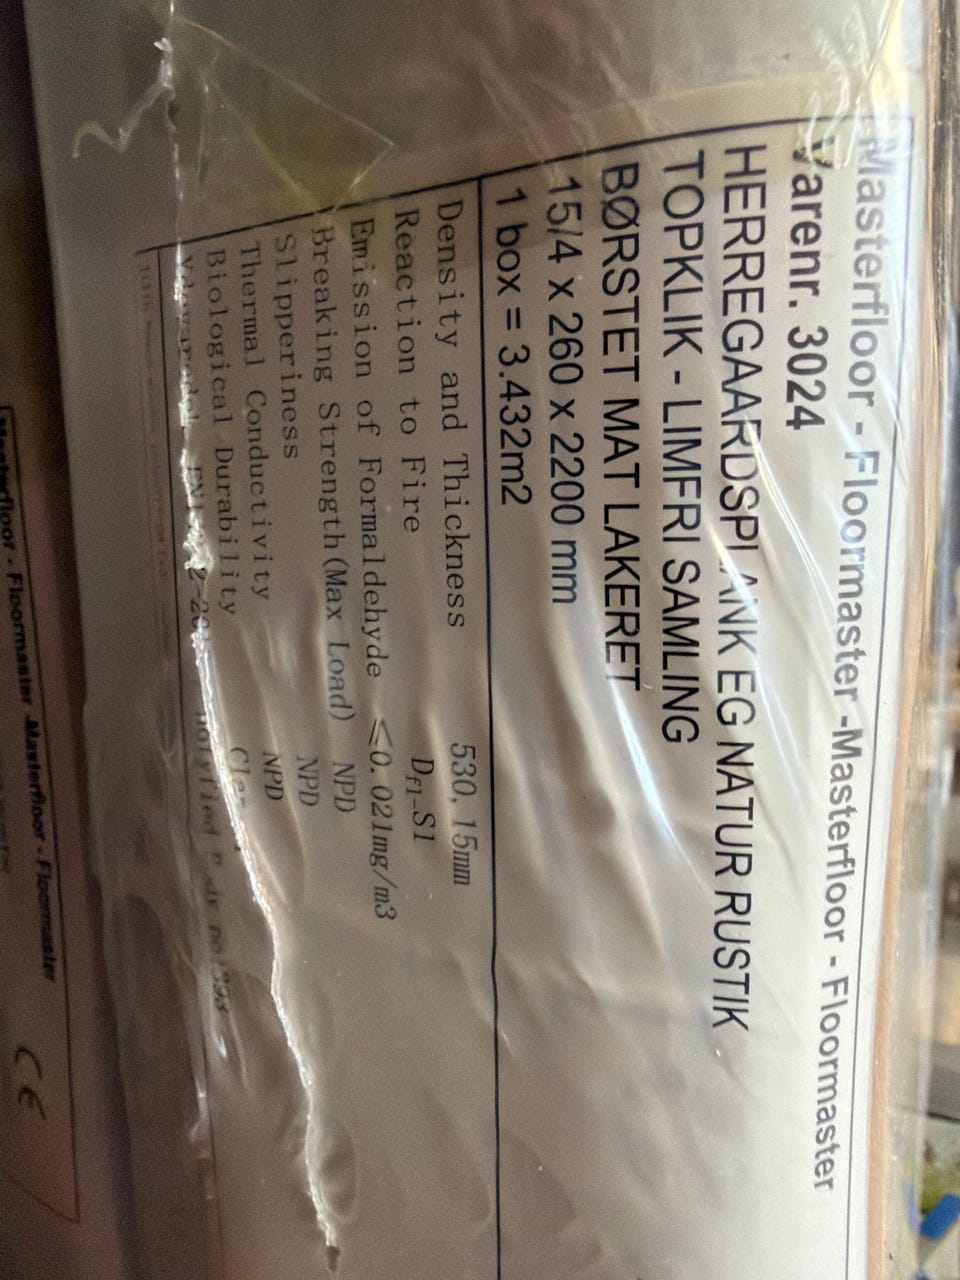 Masterfloor - Floormaster -Masterfloor - Floormaster
Varenr. 3024
HERREGAARDSPLANK EG NATUR RUSTIK
TOPKLIK - LIMFRI SAMLING
BØRSTET MAT LAKERET
15/4 x 260 x 2200 mm
1 box = 3.432m2
Density and Thickness 530, 15mm
Reaction to Fire Dfl-S1
Emission of Formaldehyde ≤0.021mg/m3
Breaking Strength(Max Load) NPD
Slipperiness NPD
Thermal Conductivity NPD
Biological Durability
Masterfloor - Floormaster -Masterfloor - Floormaster
CE